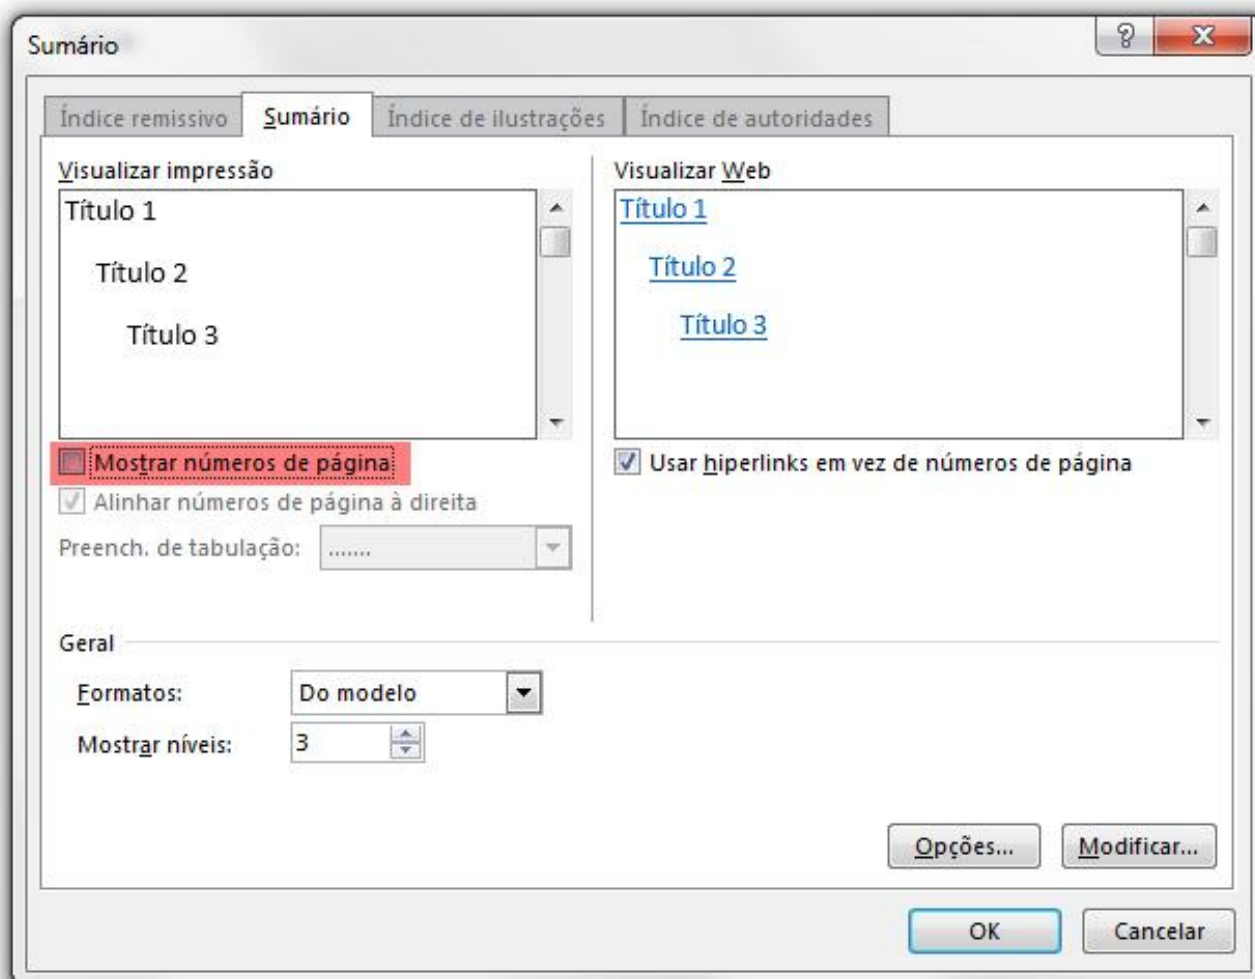 Sumário
Índice remissivo Sumário Índice de ilustrações Índice de autoridades
Visualizar impressão
Título 1
Título 2
Título 3
Mostrar números de página
Alinhar números de página à direita
Preench. de tabulação: .......
Visualizar Web
Título 1
Título 2
Título 3
Usar hiperlinks em vez de números de página
Geral
Formatos: Do modelo
Mostrar níveis: 3
Opções... Modificar...
OK Cancelar